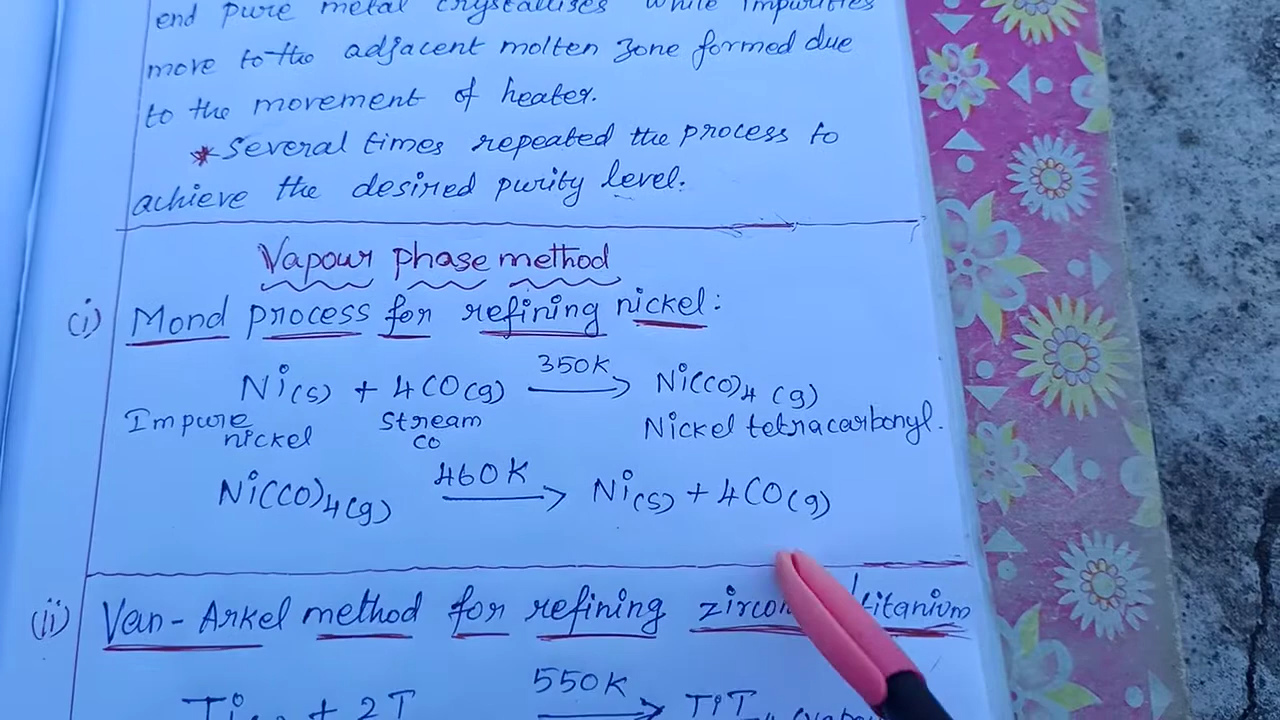 end pure metal crystallises while impurities
move to the adjacent molten zone formed due
to the movement of heater.
* Several times repeated the process to
achieve the desired purity level.
Vapour phase method
(i) Mond process for refining nickel:
Ni(s) + 4CO(g) 350K → Ni(CO)4 (g)
Impure nickel Stream CO Nickel tetracarbonyl.
Ni(CO)4(g) 460K → Ni(s) + 4CO(g)
(ii) Van-Arkel method for refining / titanium
550K